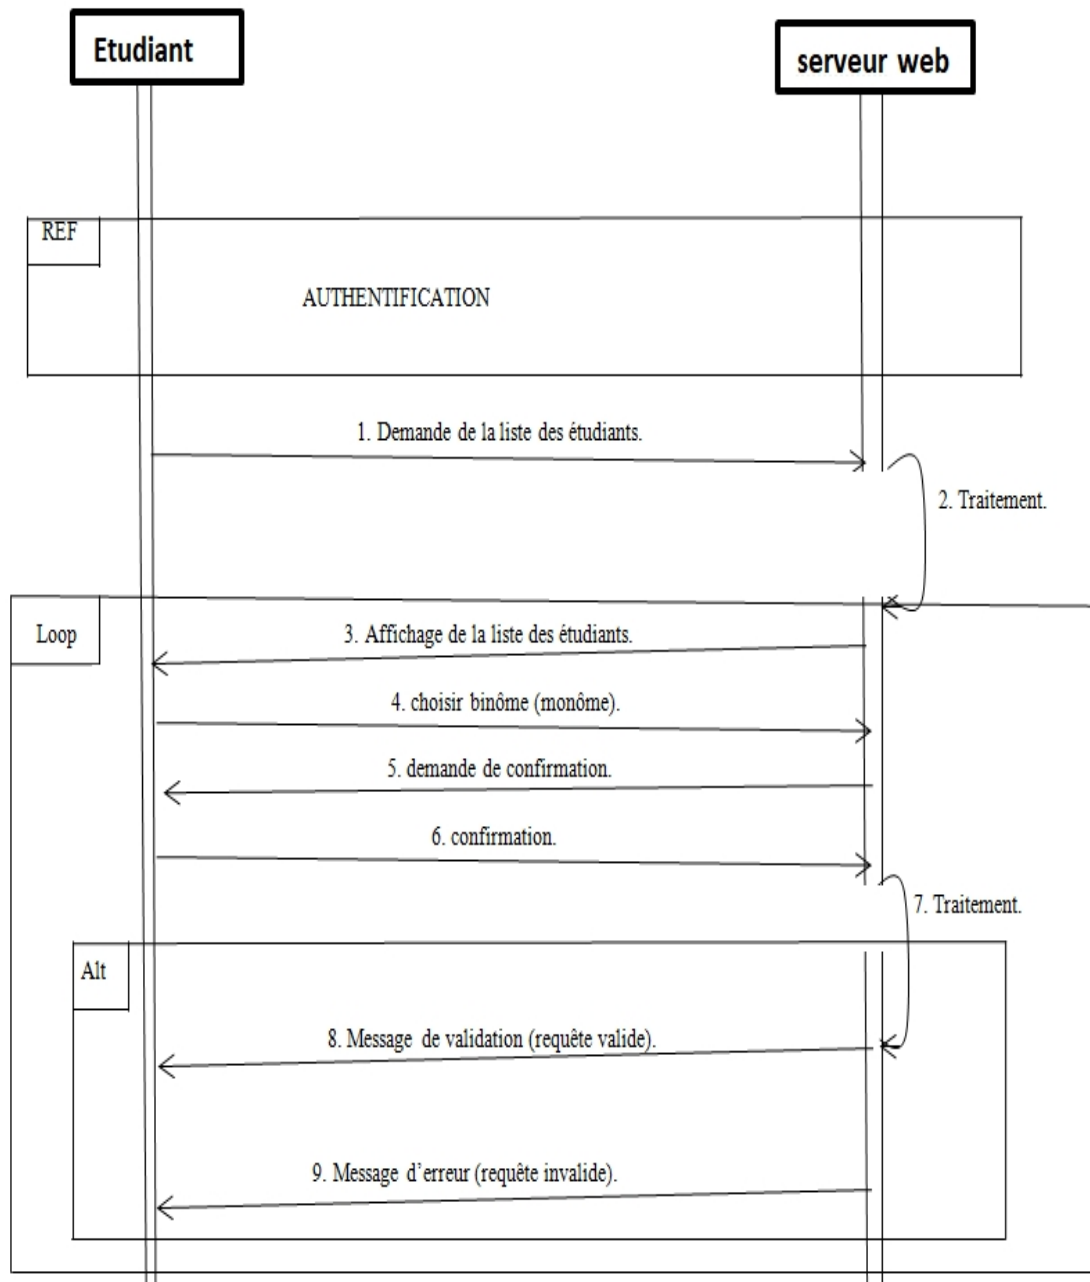 Etudiant
serveur web
REF
AUTHENTIFICATION
1. Demande de la liste des étudiants.
2. Traitement.
Loop
3. Affichage de la liste des étudiants.
4. choisir binôme (monôme).
5. demande de confirmation.
6. confirmation.
7. Traitement.
Alt
8. Message de validation (requête valide).
9. Message d'erreur (requête invalide).